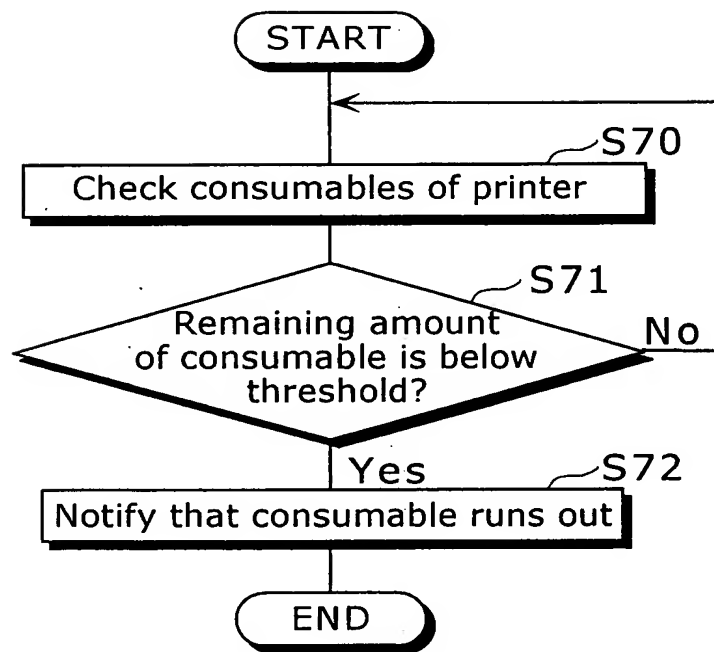 START
S70
Check consumables of printer
S71
Remaining amount
of consumable is below
threshold?
No
Yes
S72
Notify that consumable runs out
END